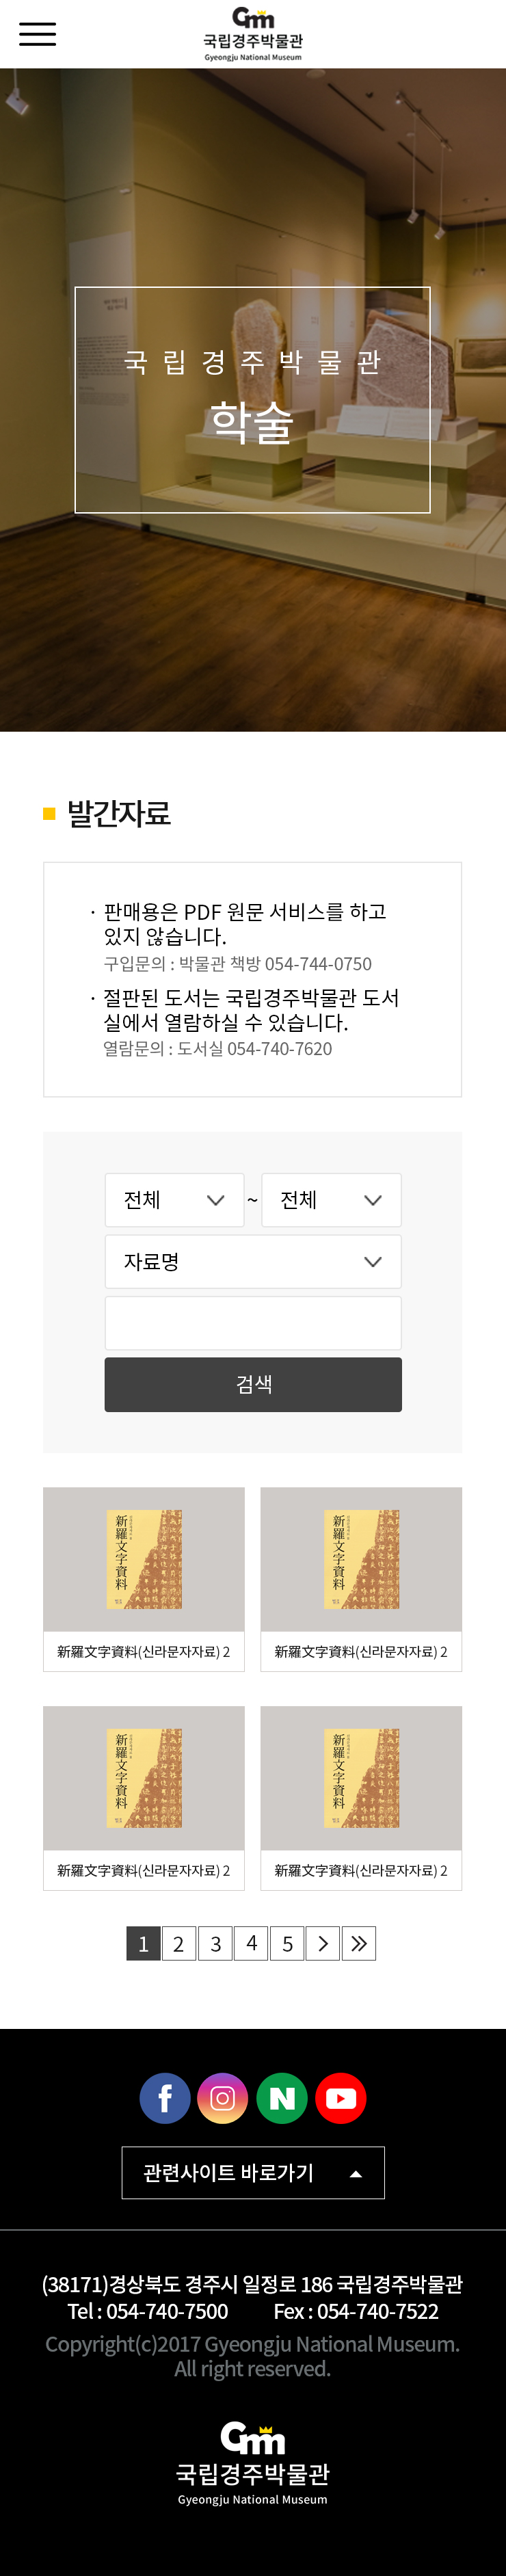 국립경주박물관
Gyeongju National Museum
국립경주박물관
학술
발간자료
· 판매용은 PDF 원문 서비스를 하고
있지 않습니다.
구입문의 : 박물관 책방 054-744-0750
· 절판된 도서는 국립경주박물관 도서
실에서 열람하실 수 있습니다.
열람문의 : 도서실 054-740-7620
전체 ~ 전체
자료명
검색
新羅文字資料
新羅文字資料
新羅文字資料(신라문자자료) 2
新羅文字資料(신라문자자료) 2
新羅文字資料
新羅文字資料
新羅文字資料(신라문자자료) 2
新羅文字資料(신라문자자료) 2
1 2 3 4 5
관련사이트 바로가기
(38171)경상북도 경주시 일정로 186 국립경주박물관
Tel : 054-740-7500 Fex : 054-740-7522
Copyright(c)2017 Gyeongju National Museum.
All right reserved.
국립경주박물관
Gyeongju National Museum